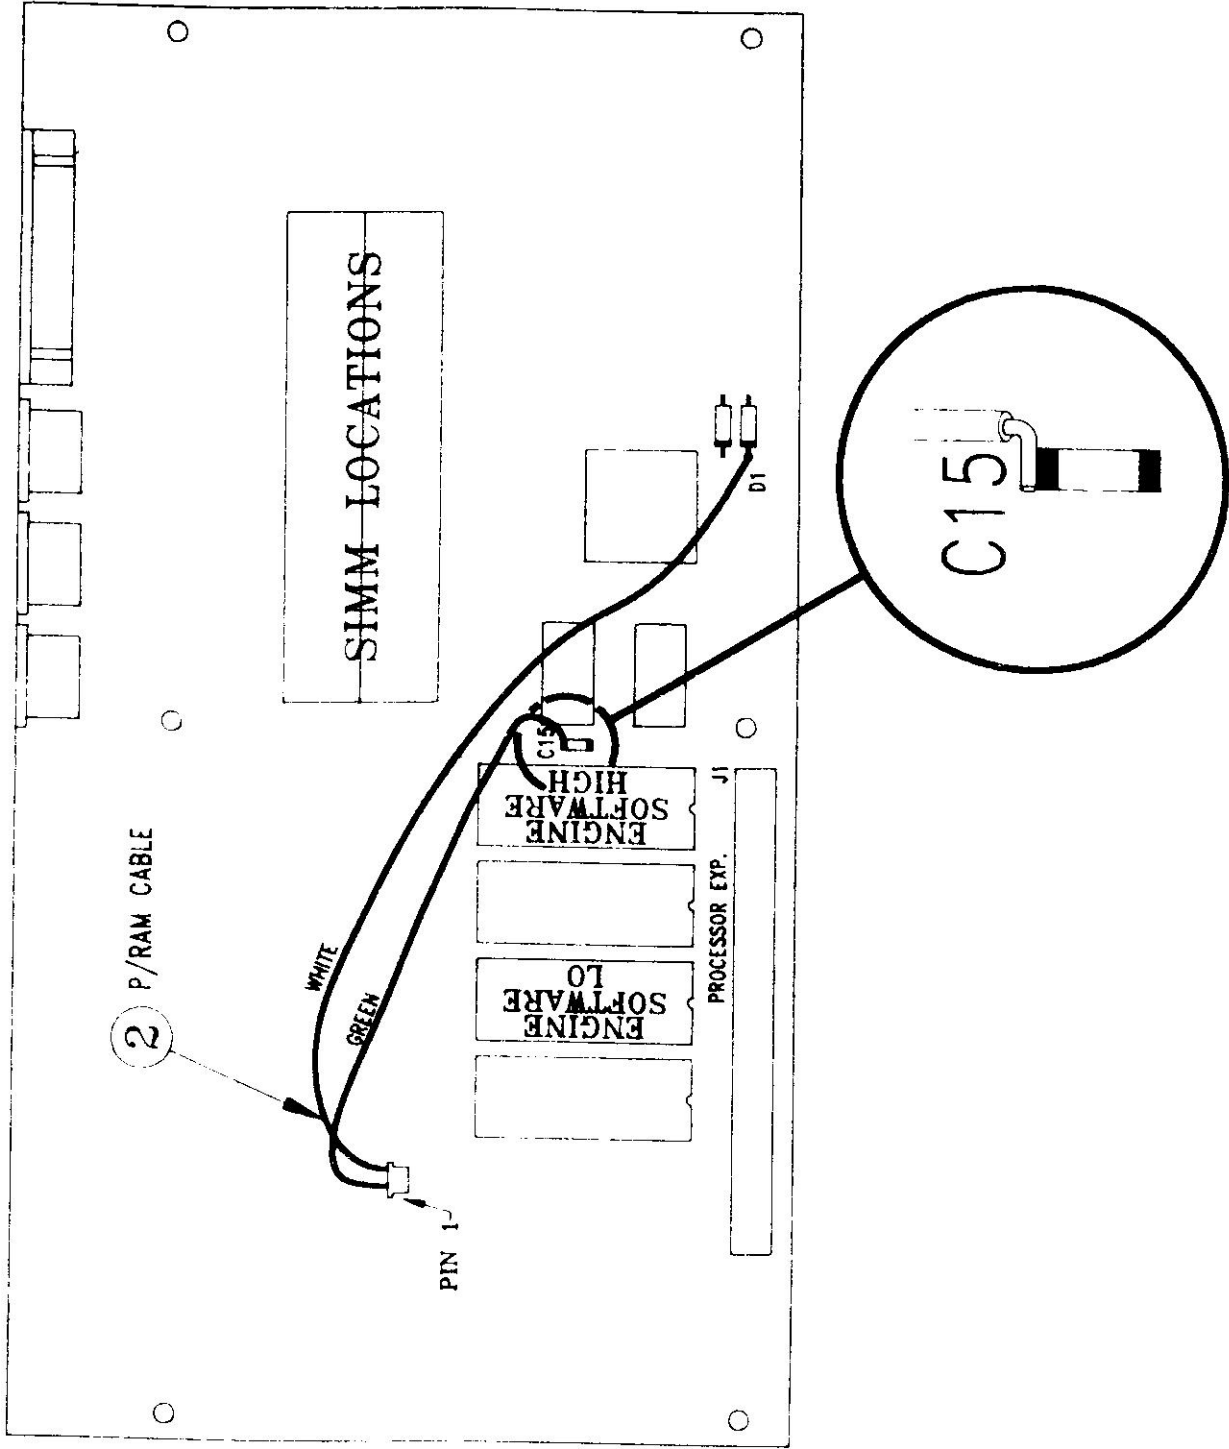 2 P/RAM CABLE
SIMM LOCATIONS
WHITE
GREEN
PIN 1
C15
D1
ENGINE
SOFTWARE
HIGH
ENGINE
SOFTWARE
LO
PROCESSOR EXP.
J1
C15